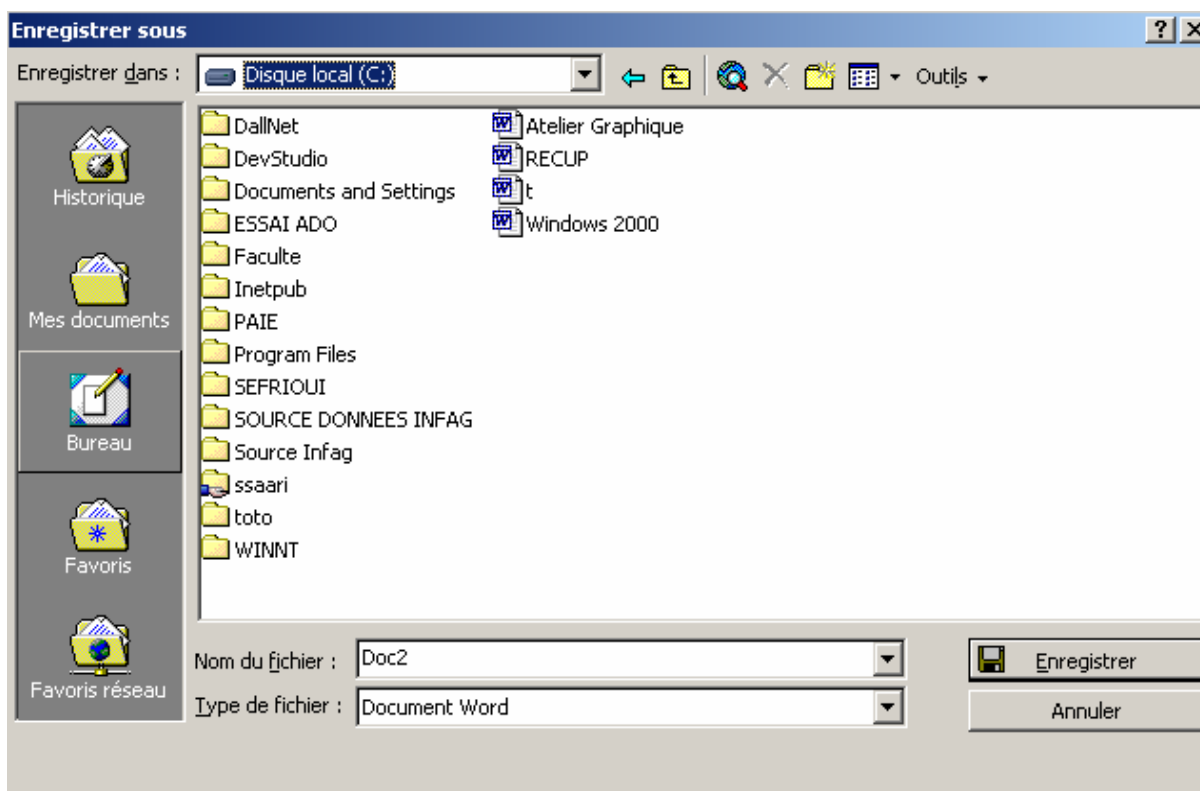 Enregistrer sous
Enregistrer dans :
Disque local (C:)
Outils
Historique
Mes documents
Bureau
Favoris
Favoris réseau
DallNet
DevStudio
Documents and Settings
ESSAI ADO
Faculte
Inetpub
PAIE
Program Files
SEFRIOUI
SOURCE DONNEES INFAG
Source Infag
ssaari
toto
WINNT
Atelier Graphique
RECUP
t
Windows 2000
Nom du fichier :
Doc2
Enregistrer
Type de fichier :
Document Word
Annuler